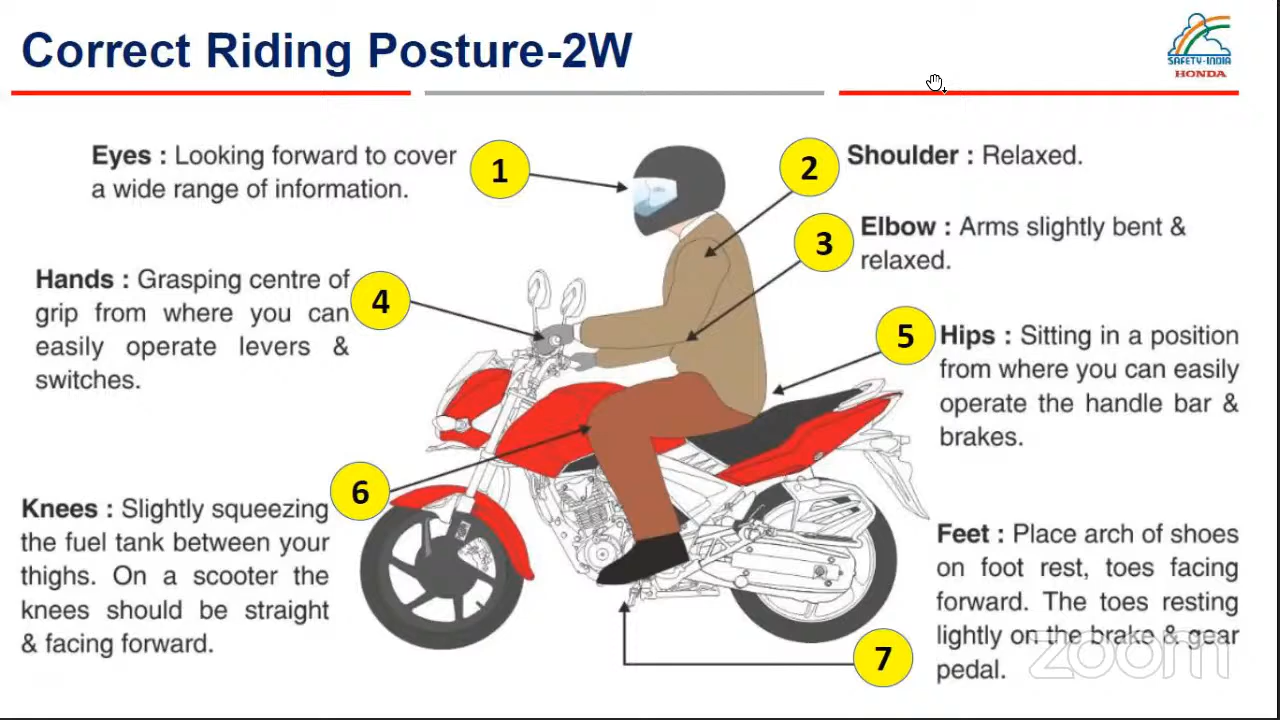 Correct Riding Posture-2W
SAFETY-INDIA
HONDA
1
Eyes : Looking forward to cover
a wide range of information.
2
Shoulder : Relaxed.
3
Elbow : Arms slightly bent &
relaxed.
4
Hands : Grasping centre of
grip from where you can
easily operate levers &
switches.
5
Hips : Sitting in a position
from where you can easily
operate the handle bar &
brakes.
6
Knees : Slightly squeezing
the fuel tank between your
thighs. On a scooter the
knees should be straight
& facing forward.
7
Feet : Place arch of shoes
on foot rest, toes facing
forward. The toes resting
lightly on the brake & gear
pedal.
zoom